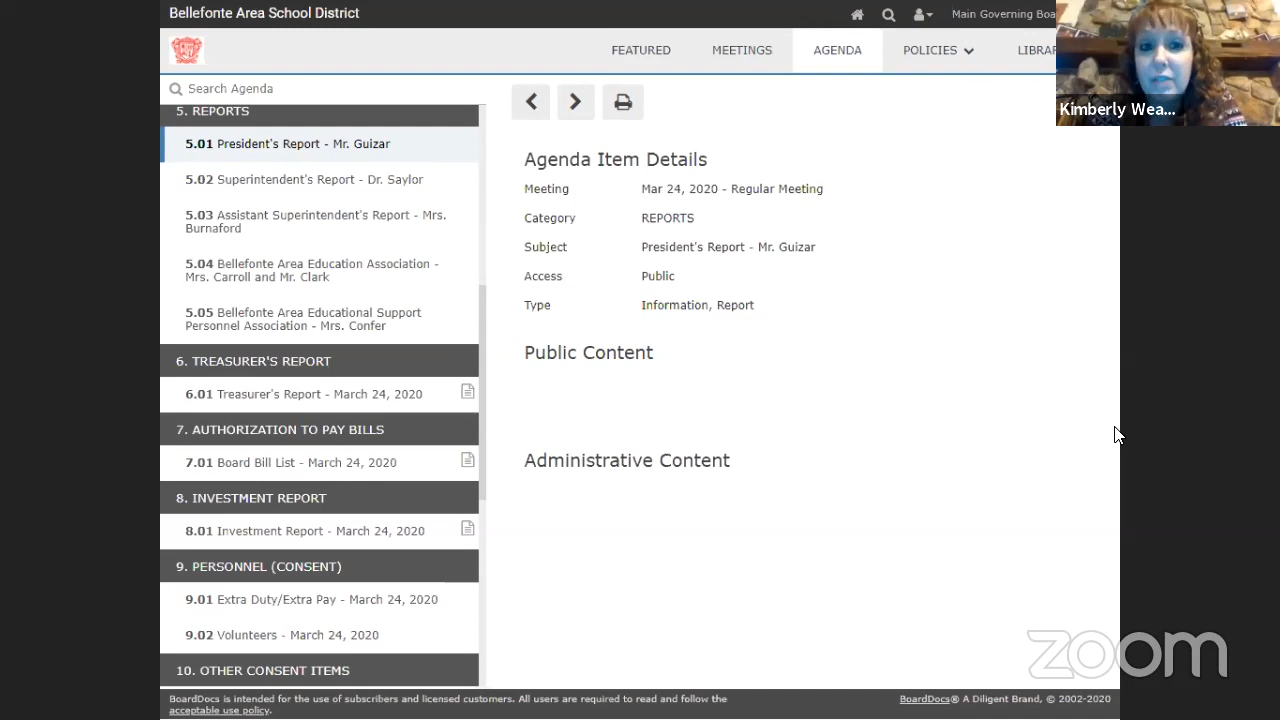 Bellefonte Area School District
Main Governing Boa
FEATURED
MEETINGS
AGENDA
POLICIES
LIBRAR
Kimberly Wea...
Search Agenda
5. REPORTS
5.01 President's Report - Mr. Guizar
5.02 Superintendent's Report - Dr. Saylor
5.03 Assistant Superintendent's Report - Mrs.
Burnaford
5.04 Bellefonte Area Education Association -
Mrs. Carroll and Mr. Clark
5.05 Bellefonte Area Educational Support
Personnel Association - Mrs. Confer
6. TREASURER'S REPORT
6.01 Treasurer's Report - March 24, 2020
7. AUTHORIZATION TO PAY BILLS
7.01 Board Bill List - March 24, 2020
8. INVESTMENT REPORT
8.01 Investment Report - March 24, 2020
9. PERSONNEL (CONSENT)
9.01 Extra Duty/Extra Pay - March 24, 2020
9.02 Volunteers - March 24, 2020
10. OTHER CONSENT ITEMS
Agenda Item Details
Meeting Mar 24, 2020 - Regular Meeting
Category REPORTS
Subject President's Report - Mr. Guizar
Access Public
Type Information, Report
Public Content
Administrative Content
zoom
BoardDocs is intended for the use of subscribers and licensed customers. All users are required to read and follow the
acceptable use policy.
BoardDocs® A Diligent Brand, © 2002-2020